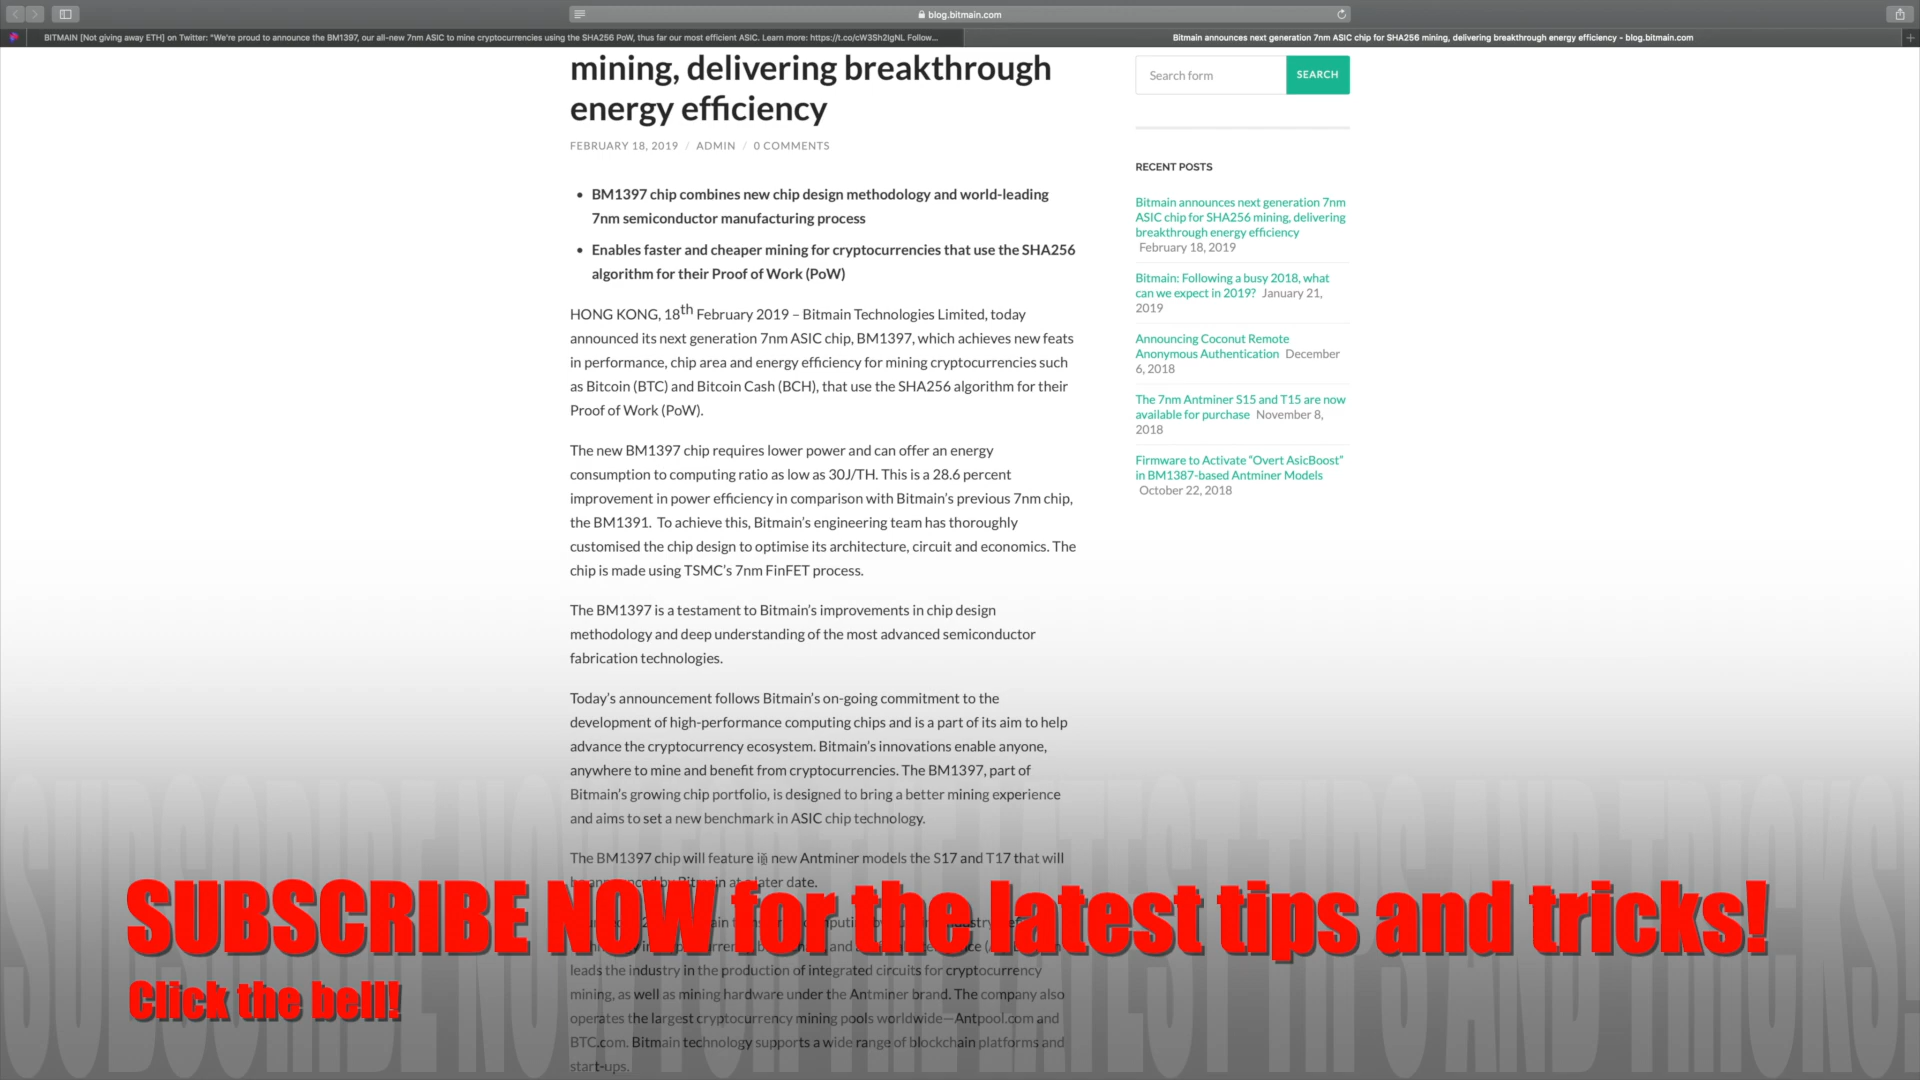 blog.bitmain.com
BITMAIN [Not giving away ETH] on Twitter: "We're proud to announce the BM1397, our all-new 7nm ASIC to mine cryptocurrencies using the SHA256 PoW, thus far our most efficient ASIC. Learn more: https://t.co/cW3Sh2lgNL Follow...
Bitmain announces next generation 7nm ASIC chip for SHA256 mining, delivering breakthrough energy efficiency - blog.bitmain.com
mining, delivering breakthrough
energy efficiency
FEBRUARY 18, 2019 / ADMIN / 0 COMMENTS
• BM1397 chip combines new chip design methodology and world-leading
7nm semiconductor manufacturing process
• Enables faster and cheaper mining for cryptocurrencies that use the SHA256
algorithm for their Proof of Work (PoW)
HONG KONG, 18th February 2019 – Bitmain Technologies Limited, today
announced its next generation 7nm ASIC chip, BM1397, which achieves new feats
in performance, chip area and energy efficiency for mining cryptocurrencies such
as Bitcoin (BTC) and Bitcoin Cash (BCH), that use the SHA256 algorithm for their
Proof of Work (PoW).
The new BM1397 chip requires lower power and can offer an energy
consumption to computing ratio as low as 30J/TH. This is a 28.6 percent
improvement in power efficiency in comparison with Bitmain's previous 7nm chip,
the BM1391. To achieve this, Bitmain's engineering team has thoroughly
customised the chip design to optimise its architecture, circuit and economics. The
chip is made using TSMC's 7nm FinFET process.
The BM1397 is a testament to Bitmain's improvements in chip design
methodology and deep understanding of the most advanced semiconductor
fabrication technologies.
Today's announcement follows Bitmain's on-going commitment to the
development of high-performance computing chips and is a part of its aim to help
advance the cryptocurrency ecosystem. Bitmain's innovations enable anyone,
anywhere to mine and benefit from cryptocurrencies. The BM1397, part of
Bitmain's growing chip portfolio, is designed to bring a better mining experience
and aims to set a new benchmark in ASIC chip technology.
The BM1397 chip will feature in new Antminer models the S17 and T17 that will
later date.
leads the industry in the production of integrated circuits for cryptocurrency
mining, as well as mining hardware under the Antminer brand. The company also
operates the largest cryptocurrency mining pools worldwide—Antpool.com and
BTC.com. Bitmain technology supports a wide range of blockchain platforms and
start-ups.
Search form
SEARCH
RECENT POSTS
Bitmain announces next generation 7nm
ASIC chip for SHA256 mining, delivering
breakthrough energy efficiency
February 18, 2019
Bitmain: Following a busy 2018, what
can we expect in 2019? January 21,
2019
Announcing Coconut Remote
Anonymous Authentication December
6, 2018
The 7nm Antminer S15 and T15 are now
available for purchase November 8,
2018
Firmware to Activate “Overt AsicBoost”
in BM1387-based Antminer Models
October 22, 2018
SUBSCRIBE NOW for the latest tips and tricks!
Click the bell!